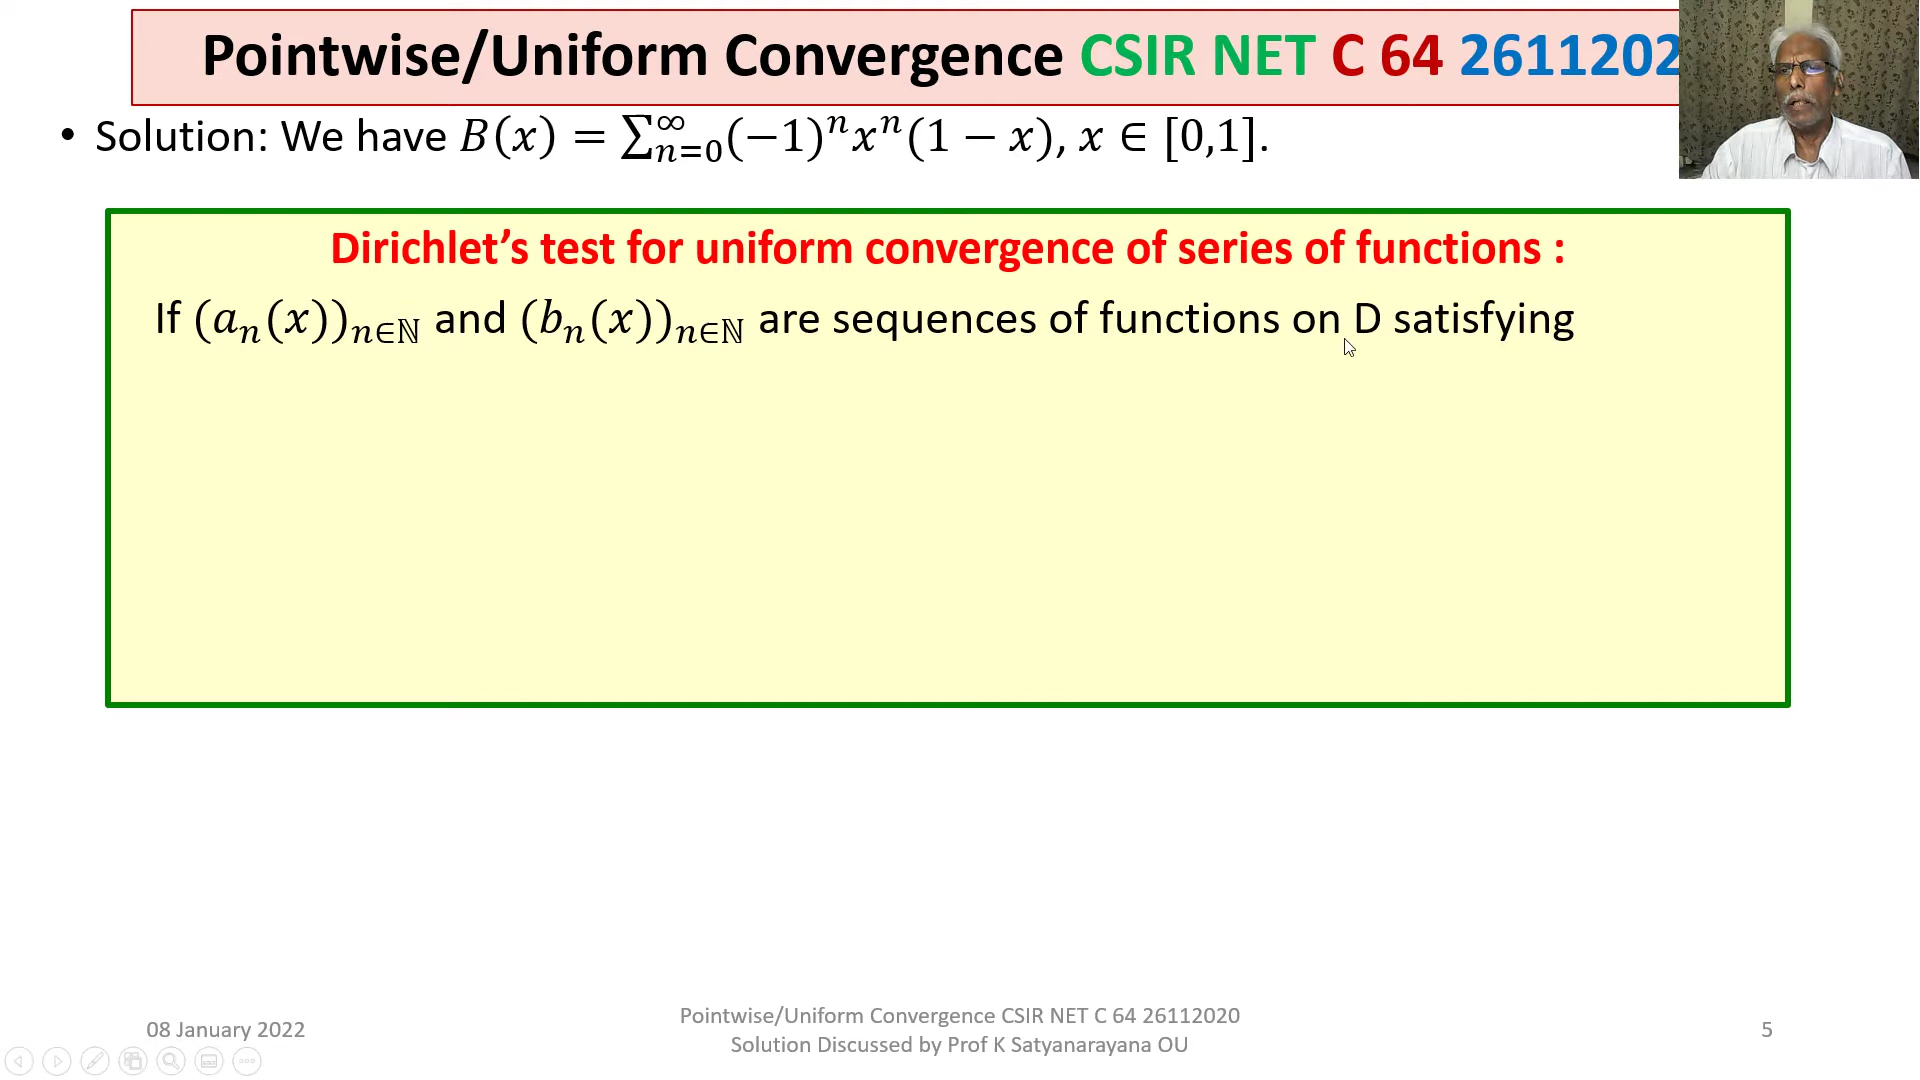 Pointwise/Uniform Convergence CSIR NET C 64 2611202
• Solution: We have B(x) = ∑_{n=0}^{∞}(−1)^n x^n(1 − x), x ∈ [0,1].
Dirichlet’s test for uniform convergence of series of functions :
If (a_n(x))_{n∈ℕ} and (b_n(x))_{n∈ℕ} are sequences of functions on D satisfying
08 January 2022
Pointwise/Uniform Convergence CSIR NET C 64 26112020
Solution Discussed by Prof K Satyanarayana OU
5